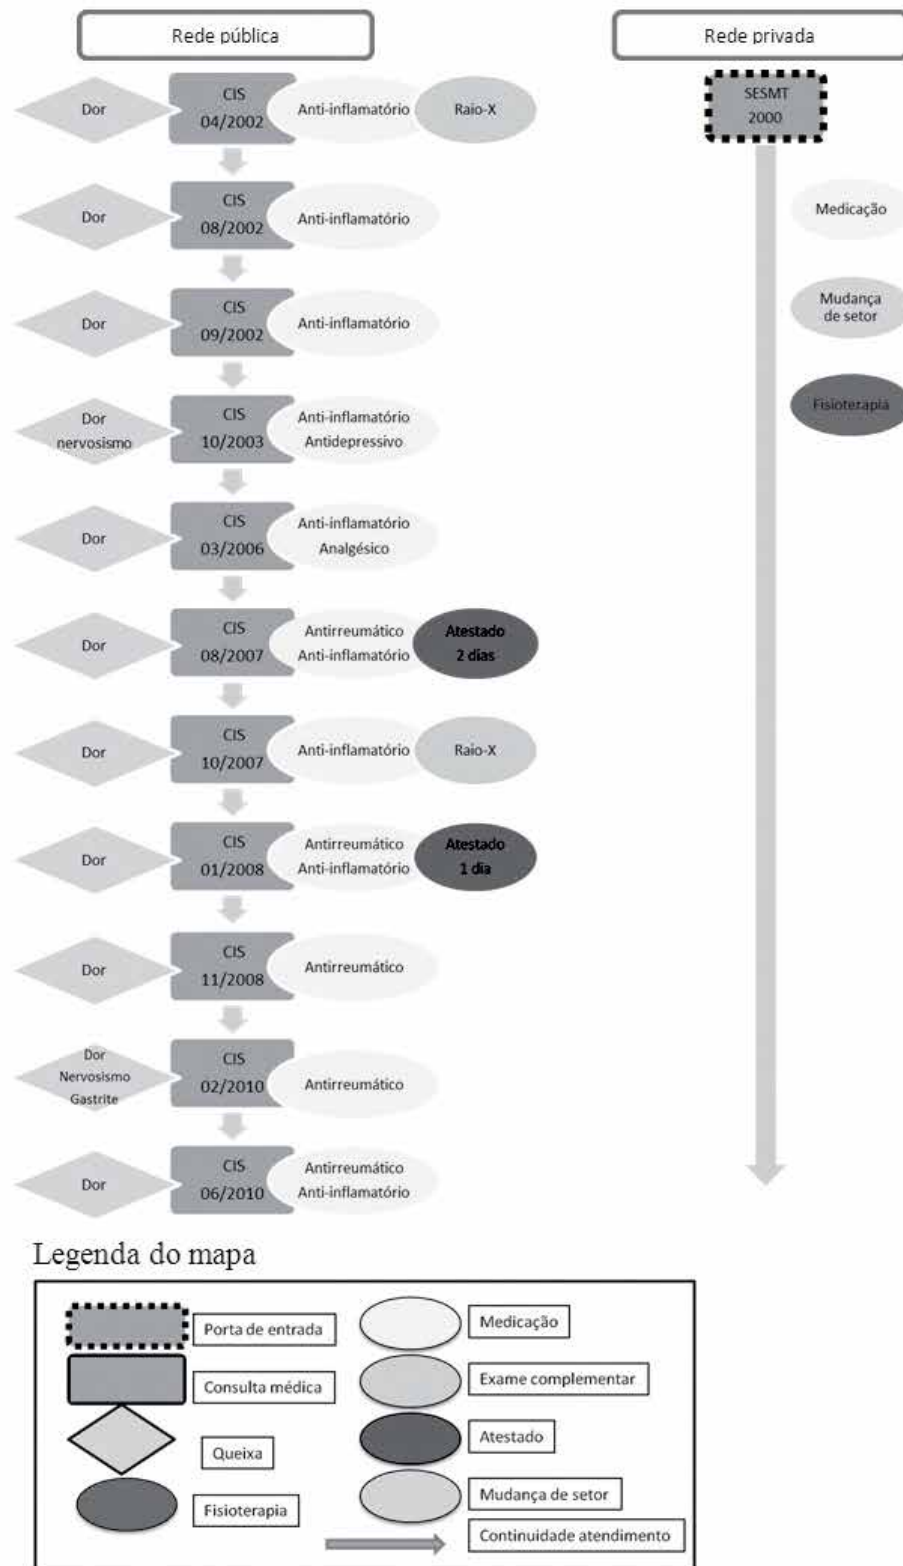 Rede pública
Rede privada
Dor
CIS
04/2002
Anti-inflamatório
Raio-X
SESMT
2000
Dor
CIS
08/2002
Anti-inflamatório
Medicação
Dor
CIS
09/2002
Anti-inflamatório
Mudança
de setor
Dor
nervosismo
CIS
10/2003
Anti-inflamatório
Antidepressivo
Fisioterapia
Dor
CIS
03/2006
Anti-inflamatório
Analgésico
Dor
CIS
08/2007
Antirreumático
Anti-inflamatório
Atestado
2 dias
Dor
CIS
10/2007
Anti-inflamatório
Raio-X
Dor
CIS
01/2008
Antirreumático
Anti-inflamatório
Atestado
1 dia
Dor
CIS
11/2008
Antirreumático
Dor
Nervosismo
Gastrite
CIS
02/2010
Antirreumático
Dor
CIS
06/2010
Antirreumático
Anti-inflamatório
Legenda do mapa
Porta de entrada
Medicação
Consulta médica
Exame complementar
Queixa
Atestado
Fisioterapia
Mudança de setor
Continuidade atendimento